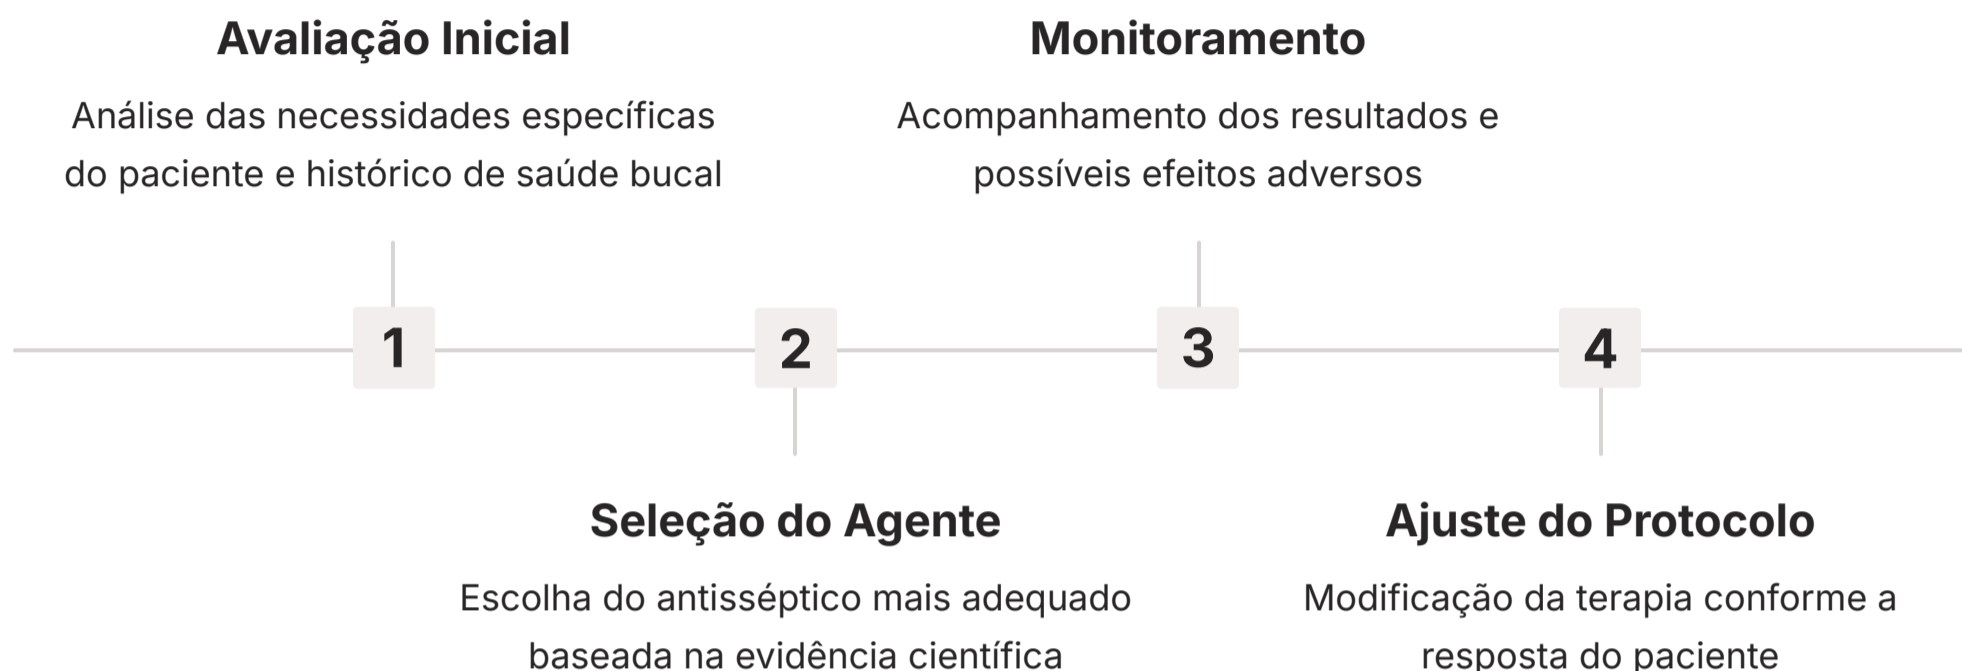 Avaliação Inicial
Análise das necessidades específicas
do paciente e histórico de saúde bucal
Monitoramento
Acompanhamento dos resultados e
possíveis efeitos adversos
1
2
3
4
Seleção do Agente
Escolha do antisséptico mais adequado
baseada na evidência científica
Ajuste do Protocolo
Modificação da terapia conforme a
resposta do paciente